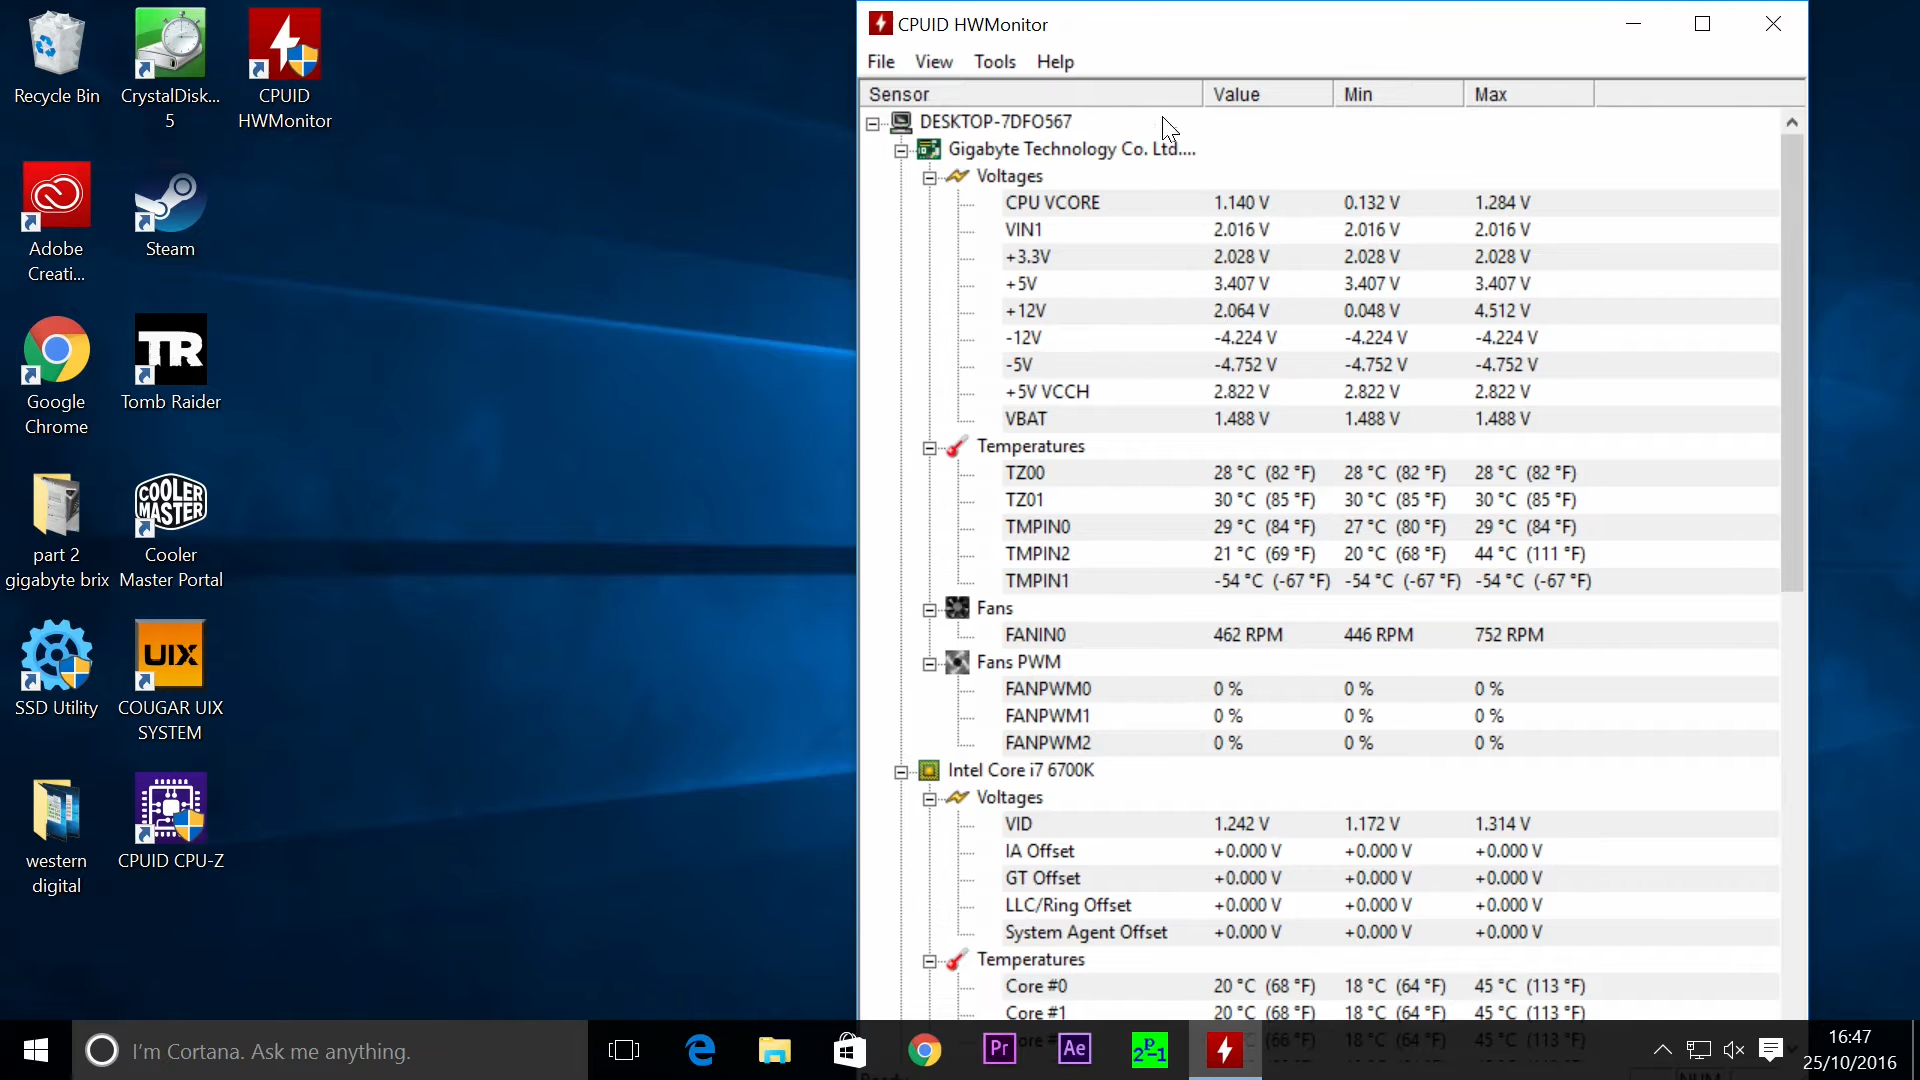 Recycle Bin
CrystalDisk...
5
CPUID
HWMonitor
Adobe
Creati...
Steam
Google
Chrome
TR
Tomb Raider
part 2
gigabyte brix
COOLER
MASTER
Cooler
Master Portal
SSD Utility
UIX
COUGAR UIX
SYSTEM
western
digital
CPUID CPU-Z
CPUID HWMonitor
File View Tools Help
Sensor Value Min Max
DESKTOP-7DFO567
Gigabyte Technology Co. Ltd....
Voltages
CPU VCORE 1.140 V 0.132 V 1.284 V
VIN1 2.016 V 2.016 V 2.016 V
+3.3V 2.028 V 2.028 V 2.028 V
+5V 3.407 V 3.407 V 3.407 V
+12V 2.064 V 0.048 V 4.512 V
-12V -4.224 V -4.224 V -4.224 V
-5V -4.752 V -4.752 V -4.752 V
+5V VCCH 2.822 V 2.822 V 2.822 V
VBAT 1.488 V 1.488 V 1.488 V
Temperatures
TZ00 28 °C (82 °F) 28 °C (82 °F) 28 °C (82 °F)
TZ01 30 °C (85 °F) 30 °C (85 °F) 30 °C (85 °F)
TMPIN0 29 °C (84 °F) 27 °C (80 °F) 29 °C (84 °F)
TMPIN2 21 °C (69 °F) 20 °C (68 °F) 44 °C (111 °F)
TMPIN1 -54 °C (-67 °F) -54 °C (-67 °F) -54 °C (-67 °F)
Fans
FANIN0 462 RPM 446 RPM 752 RPM
Fans PWM
FANPWM0 0 % 0 % 0 %
FANPWM1 0 % 0 % 0 %
FANPWM2 0 % 0 % 0 %
Intel Core i7 6700K
Voltages
VID 1.242 V 1.172 V 1.314 V
IA Offset +0.000 V +0.000 V +0.000 V
GT Offset +0.000 V +0.000 V +0.000 V
LLC/Ring Offset +0.000 V +0.000 V +0.000 V
System Agent Offset +0.000 V +0.000 V +0.000 V
Temperatures
Core #0 20 °C (68 °F) 18 °C (64 °F) 45 °C (113 °F)
Core #1 20 °C (68 °F) 18 °C (64 °F) 45 °C (113 °F)
I'm Cortana. Ask me anything.
Pr
Ae
2P-1
16:47
25/10/2016